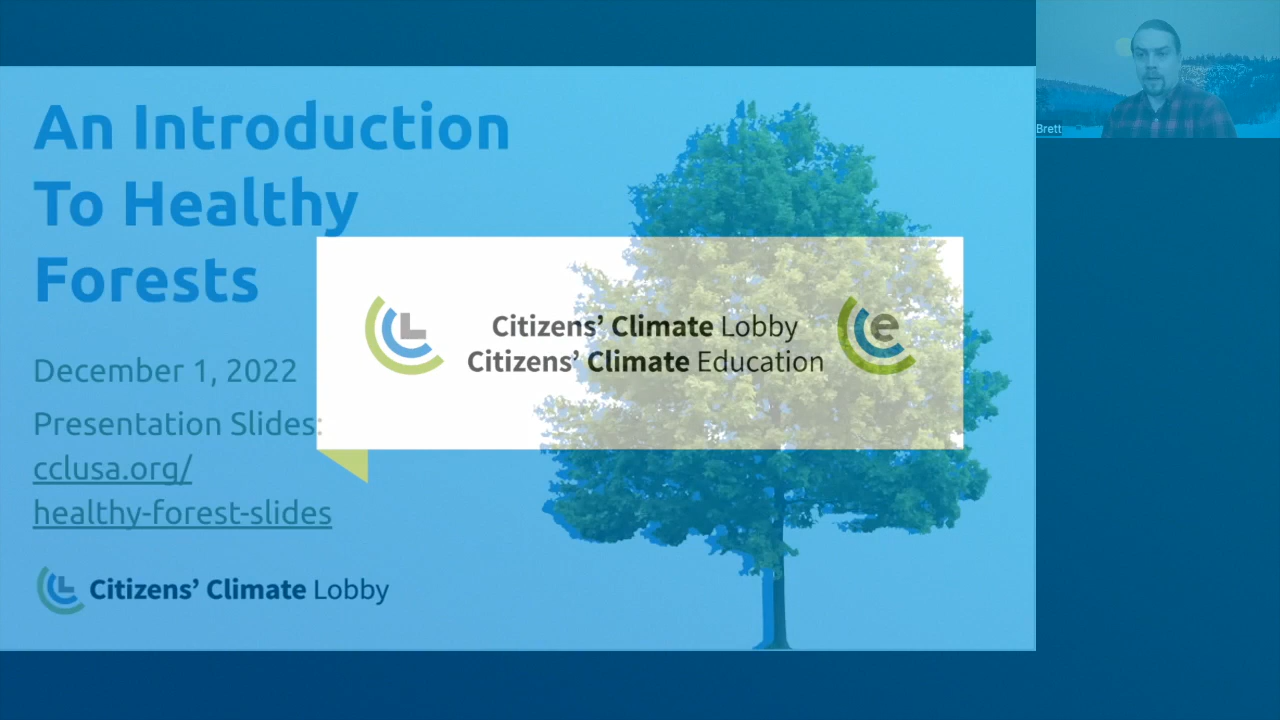 An Introduction
To Healthy
Forests
December 1, 2022
Presentation Slides:
cclusa.org/
healthy-forest-slides
L Citizens’ Climate Lobby
L
Citizens’ Climate Lobby
Citizens’ Climate Education
e
Brett